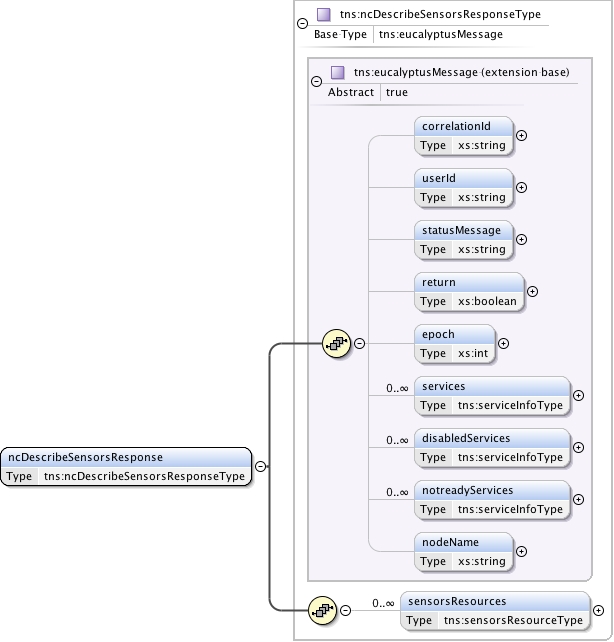 tns:ncDescribeSensorsResponseType
Base Type tns:eucalyptusMessage
tns:eucalyptusMessage (extension base)
Abstract true
correlationId
Type xs:string
userId
Type xs:string
statusMessage
Type xs:string
return
Type xs:boolean
epoch
Type xs:int
0..∞ services
Type tns:serviceInfoType
0..∞ disabledServices
Type tns:serviceInfoType
0..∞ notreadyServices
Type tns:serviceInfoType
nodeName
Type xs:string
ncDescribeSensorsResponse
Type tns:ncDescribeSensorsResponseType
0..∞ sensorsResources
Type tns:sensorsResourceType